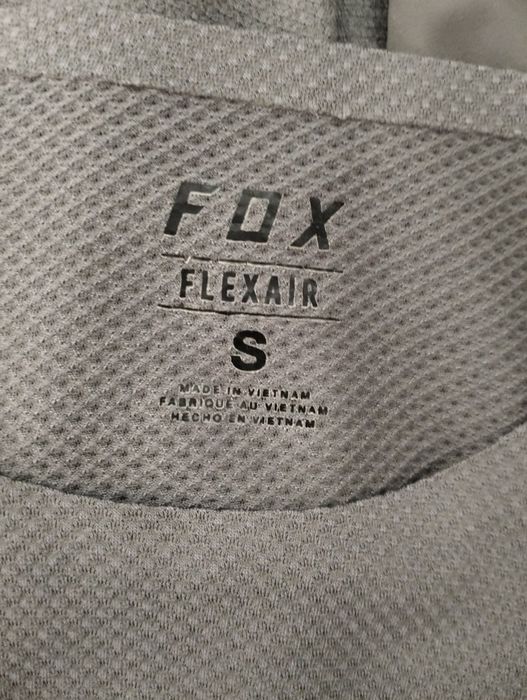 FOX
FLEXAIR
S
MADE IN VIETNAM
FABRIQUÉ AU VIETNAM
HECHO EN VIETNAM